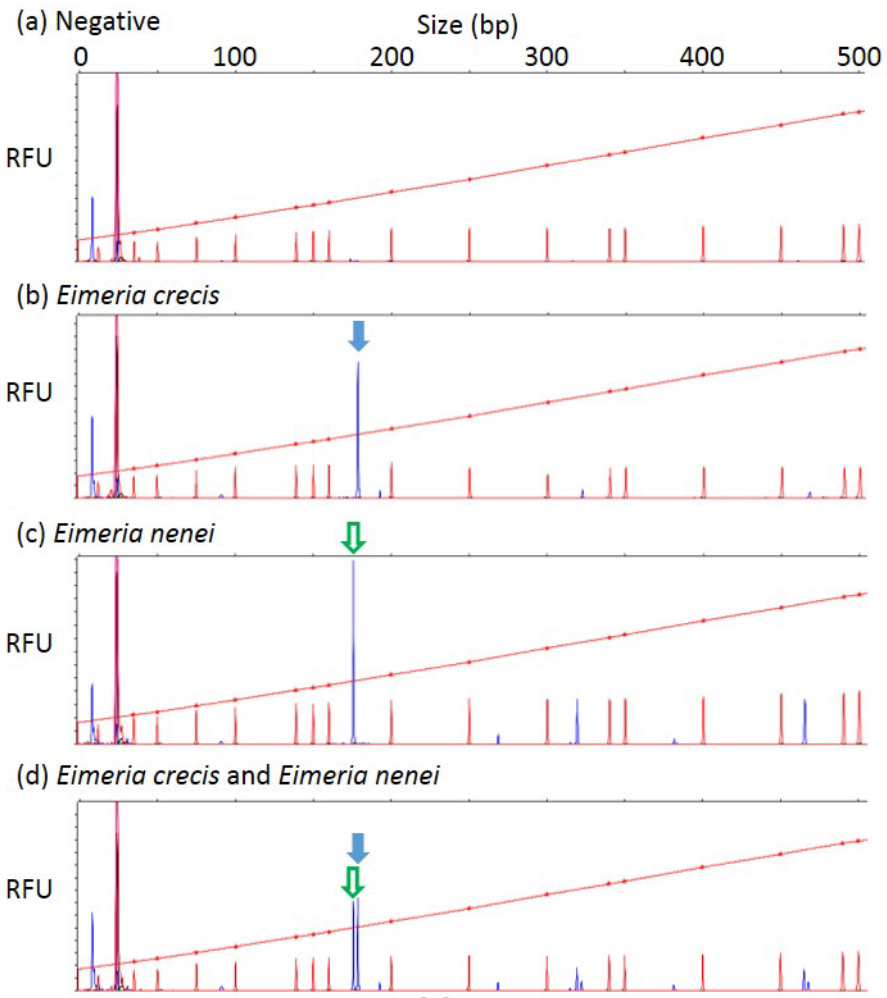 (a) Negative
Size (bp)
0 100 200 300 400 500
RFU
(b) Eimeria crecis
RFU
(c) Eimeria nenei
RFU
(d) Eimeria crecis and Eimeria nenei
RFU